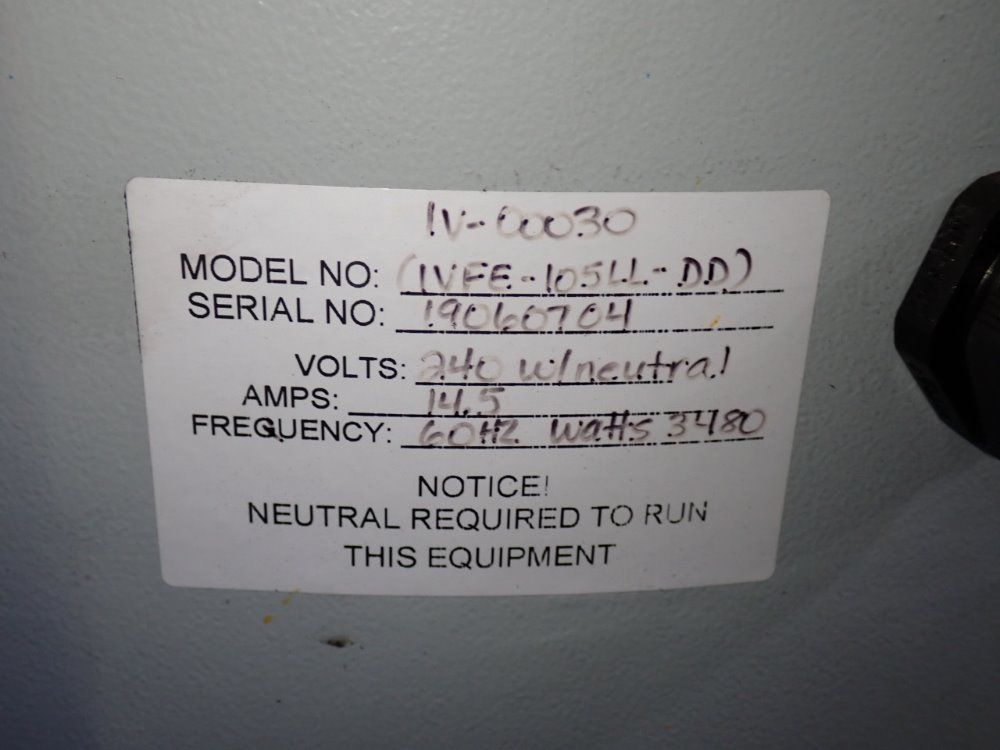 IV-00030
MODEL NO: (IVFE-105LL-DD)
SERIAL NO: 19060704
VOLTS: 240 w/neutral
AMPS: 14.5
FREQUENCY: 60HZ Watts 3480
NOTICE!
NEUTRAL REQUIRED TO RUN
THIS EQUIPMENT